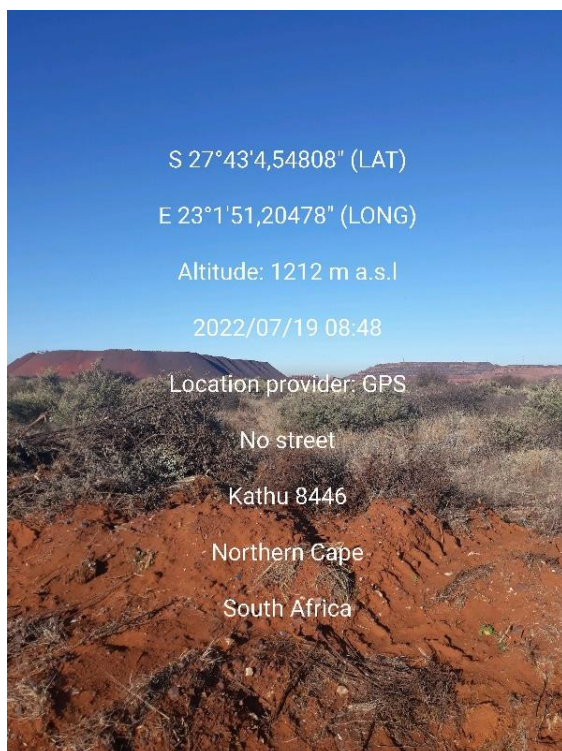 S 27°43'4,54808" (LAT)
E 23°1'51,20478" (LONG)
Altitude: 1212 m a.s.l
2022/07/19 08:48
Location provider: GPS
No street
Kathu 8446
Northern Cape
South Africa